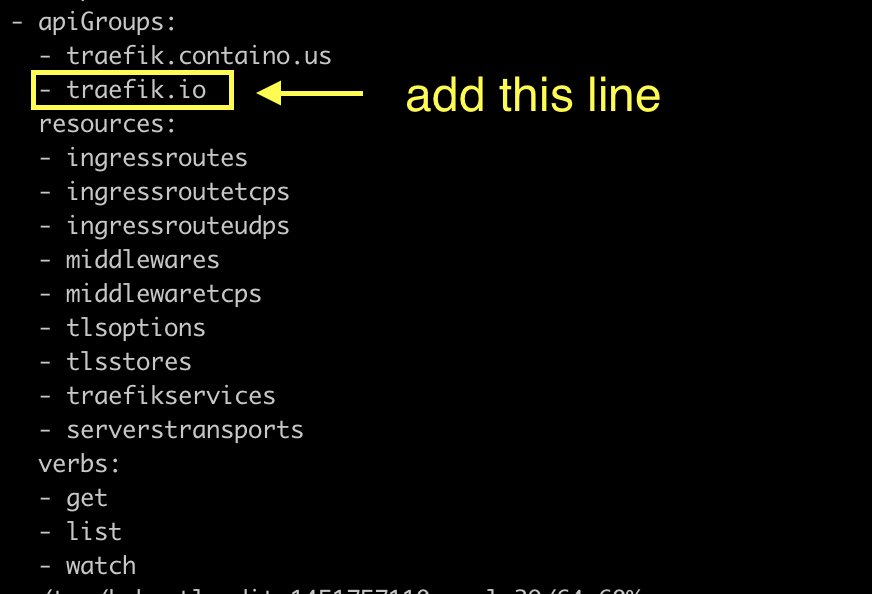 - apiGroups:
- traefik.containo.us
- traefik.io
add this line
resources:
- ingressroutes
- ingressroutetcps
- ingressrouteudps
- middlewares
- middlewaretcps
- tlsoptions
- tlsstores
- traefikservices
- serverstransports
verbs:
- get
- list
- watch